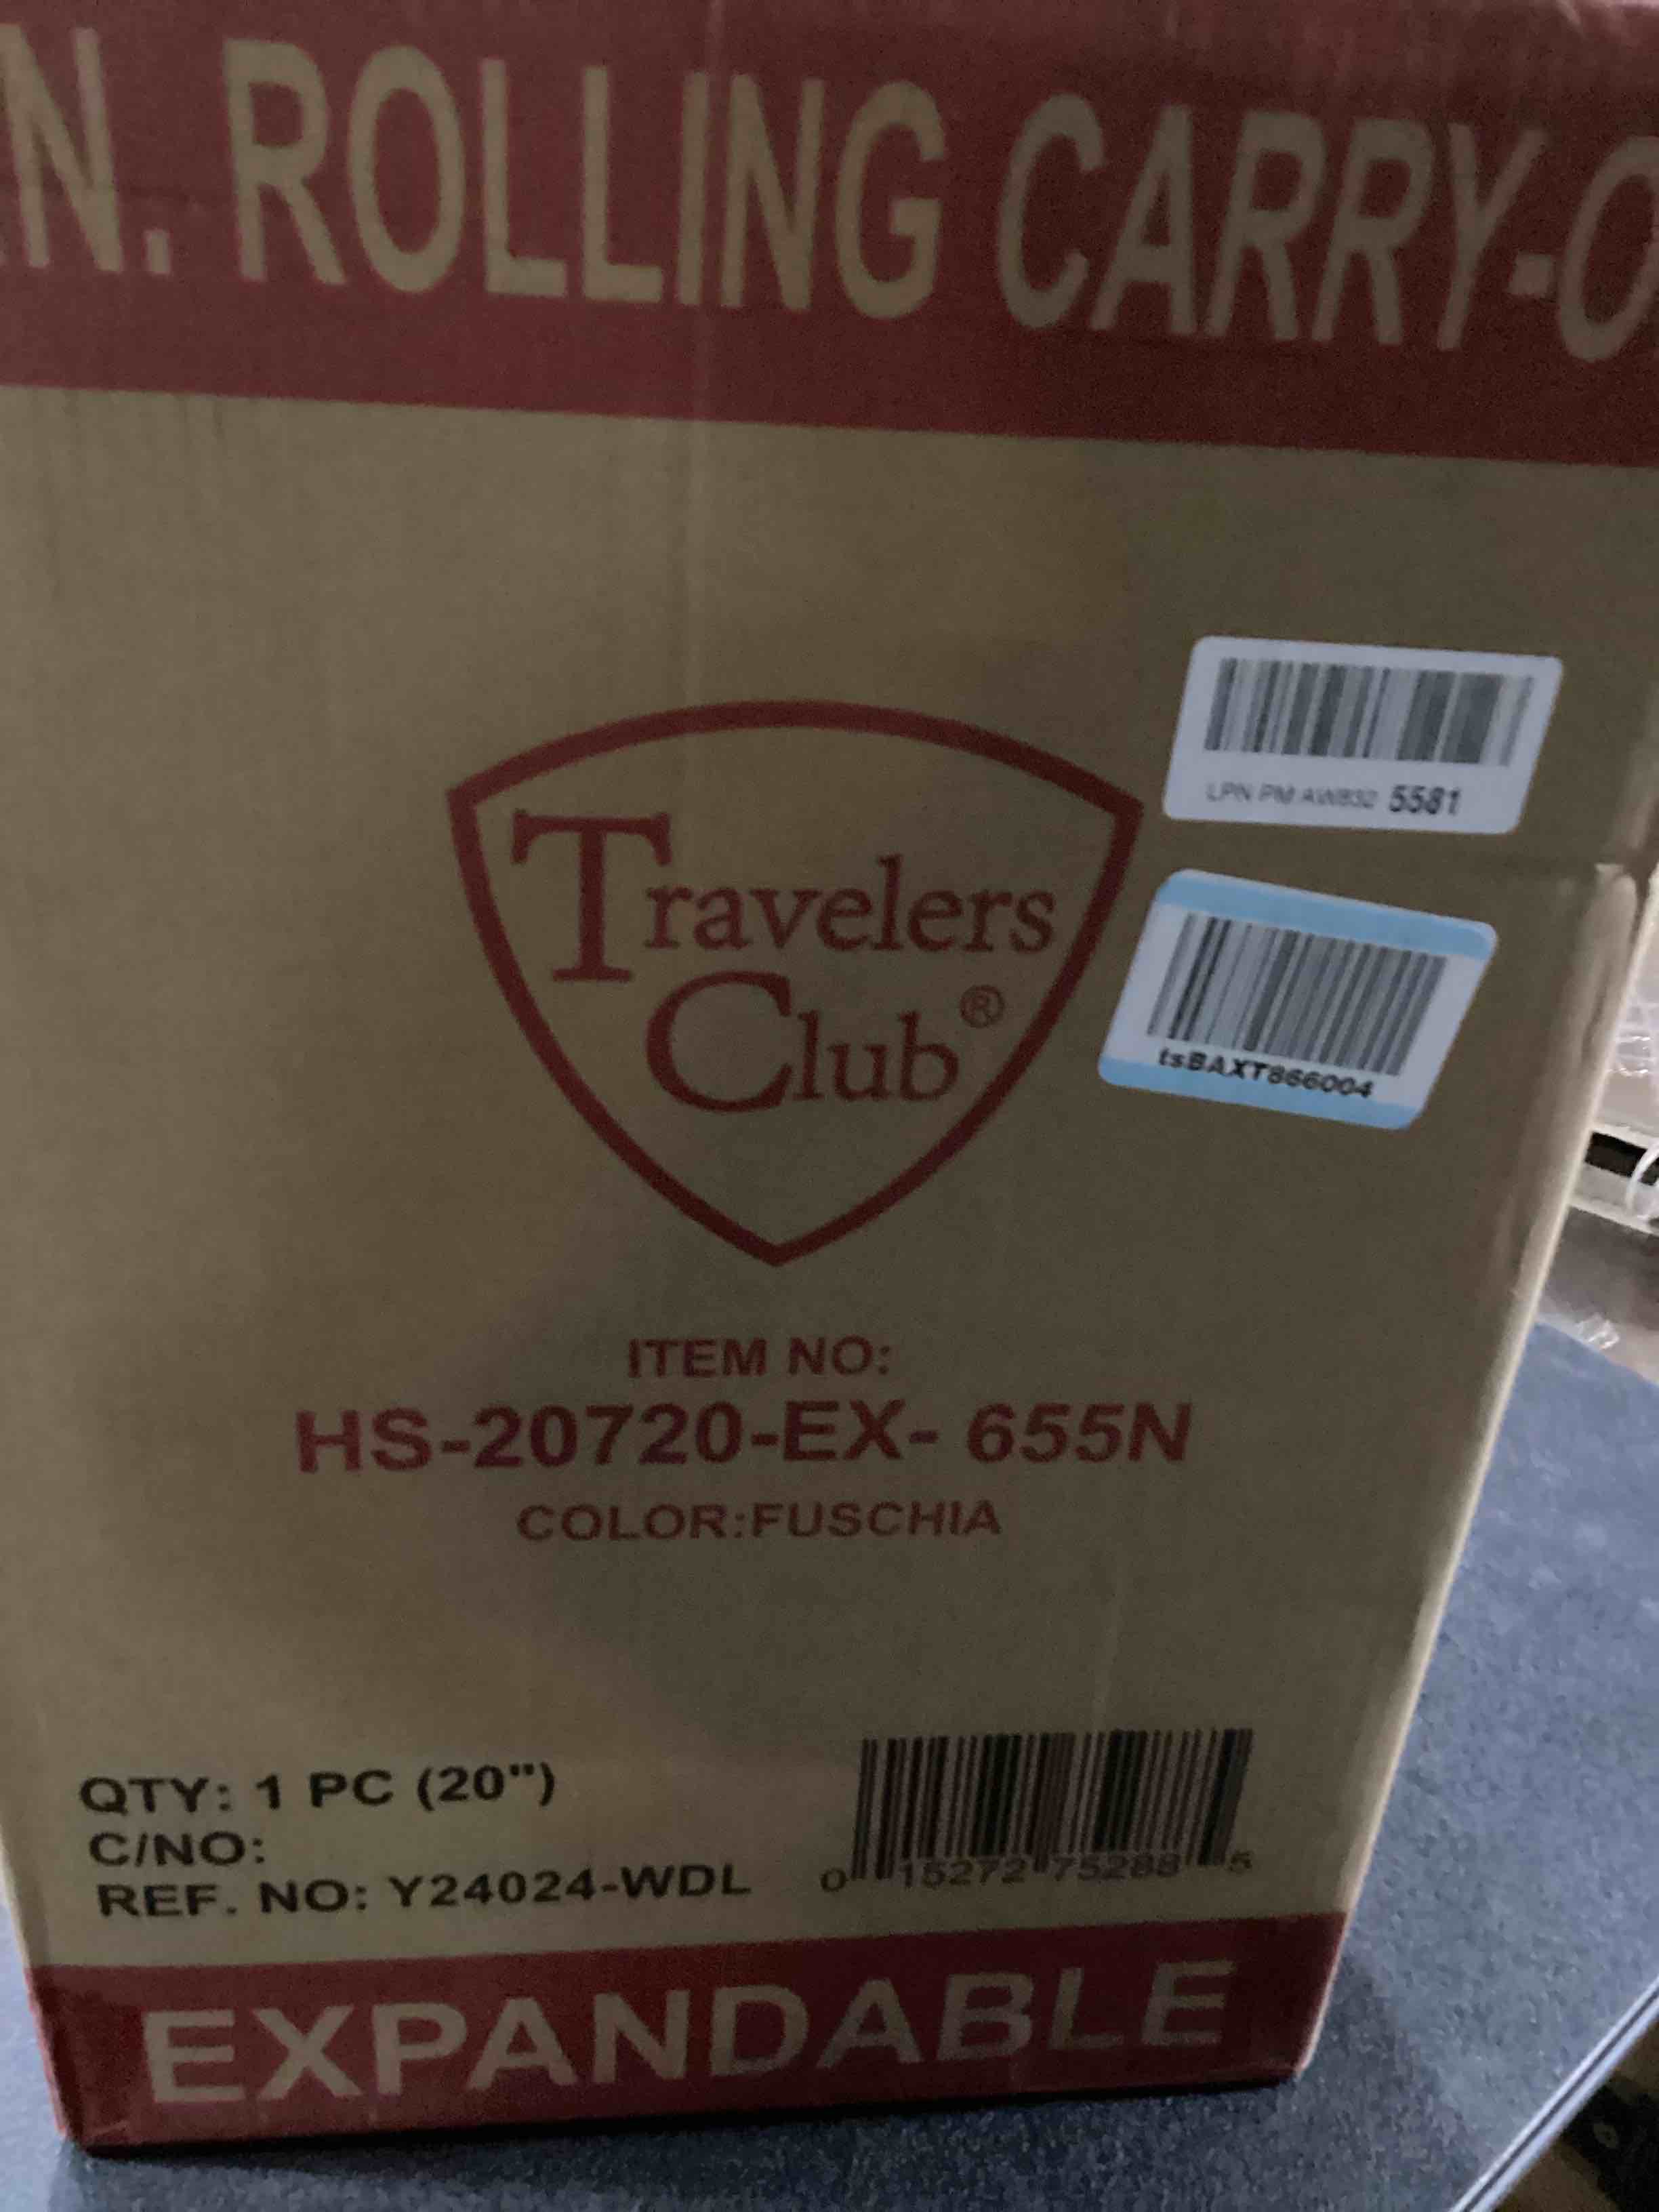 N. ROLLING CARRY-O
LPN PM AW832 5581
Travelers
Club®
tsBAXT866004
ITEM NO:
HS-20720-EX- 655N
COLOR:FUSCHIA
QTY: 1 PC (20")
C/NO:
REF. NO: Y24024-WDL
0 15272 75288 5
EXPANDABLE